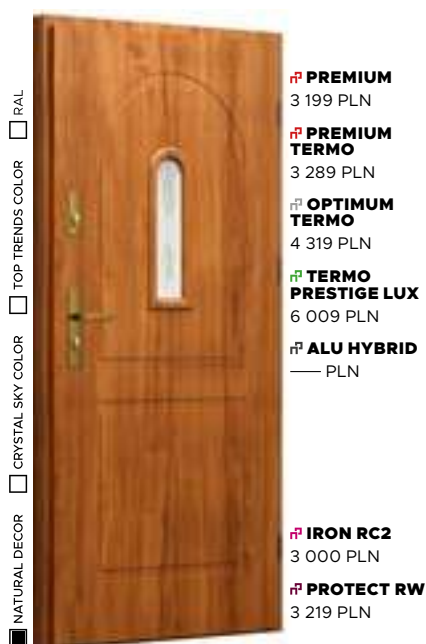 RAL
TOP TRENDS COLOR
CRYSTAL SKY COLOR
NATURAL DECOR
PREMIUM
3 199 PLN
PREMIUM
TERMO
3 289 PLN
OPTIMUM
TERMO
4 319 PLN
TERMO
PRESTIGE LUX
6 009 PLN
ALU HYBRID
—— PLN
IRON RC2
3 000 PLN
PROTECT RW
3 219 PLN